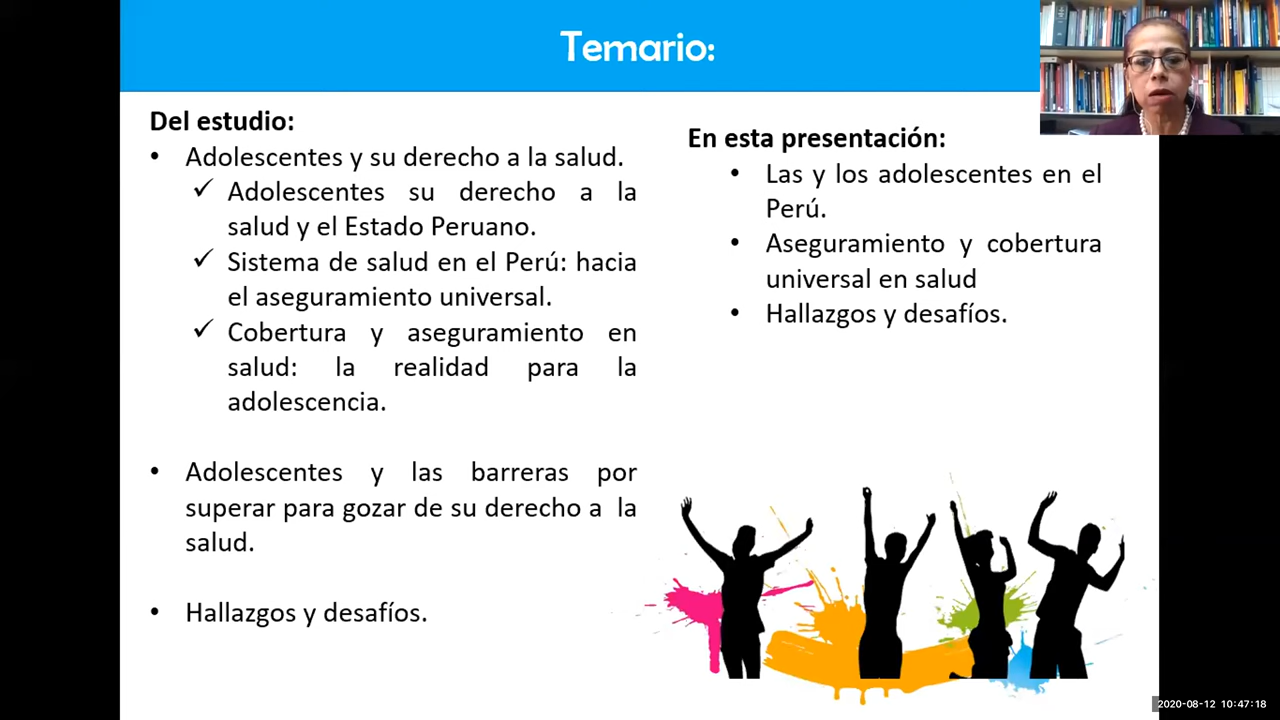 Temario:
Del estudio:
• Adolescentes y su derecho a la salud.
✓ Adolescentes su derecho a la
salud y el Estado Peruano.
✓ Sistema de salud en el Perú: hacia
el aseguramiento universal.
✓ Cobertura y aseguramiento en
salud: la realidad para la
adolescencia.
• Adolescentes y las barreras por
superar para gozar de su derecho a la
salud.
• Hallazgos y desafíos.
En esta presentación:
• Las y los adolescentes en el
Perú.
• Aseguramiento y cobertura
universal en salud
• Hallazgos y desafíos.
2020-08-12 10:47:18